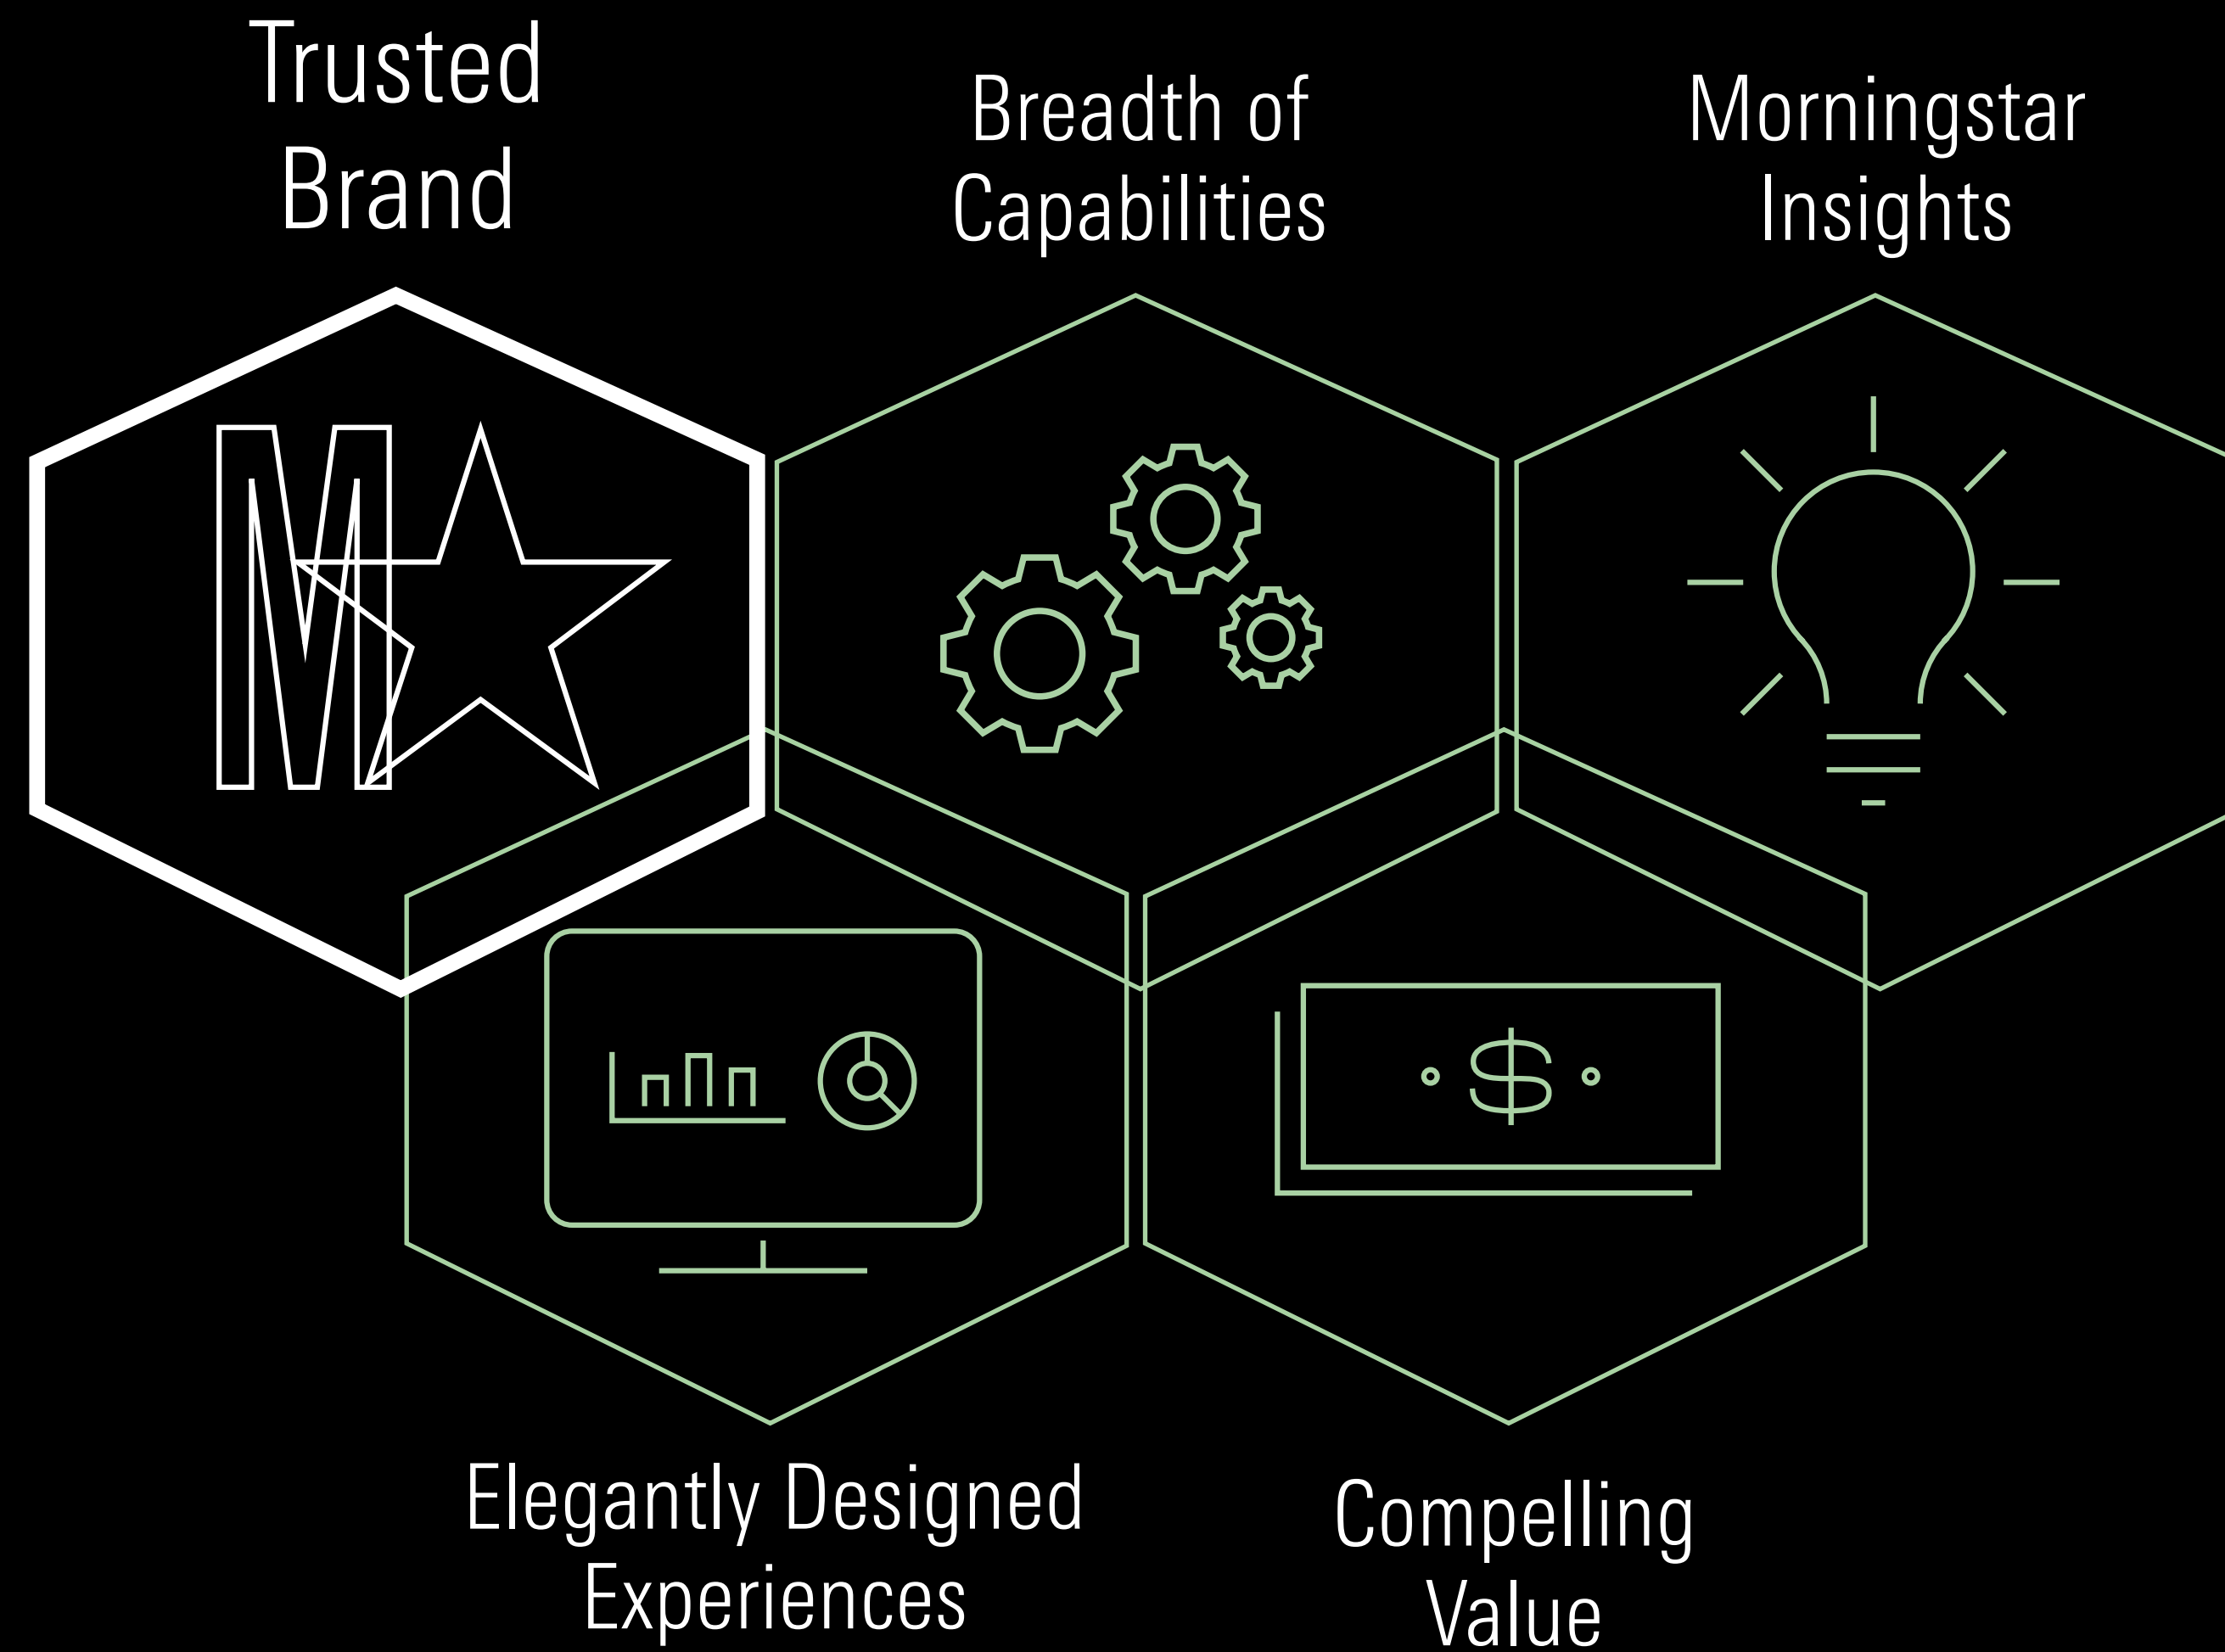 Trusted
Brand
Breadth of
Capabilities
Morningstar
Insights
M
$
Elegantly Designed
Experiences
Compelling
Value